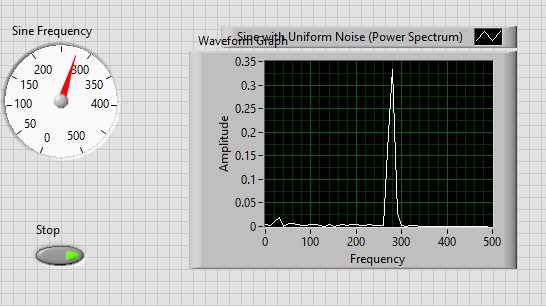 Sine Frequency
Waveform Graph
Sine with Uniform Noise (Power Spectrum)
200 300
150 350
100 400
50
0 500
Stop
Amplitude
0.35
0.3
0.25
0.2
0.15
0.1
0.05
0
0 100 200 300 400 500
Frequency